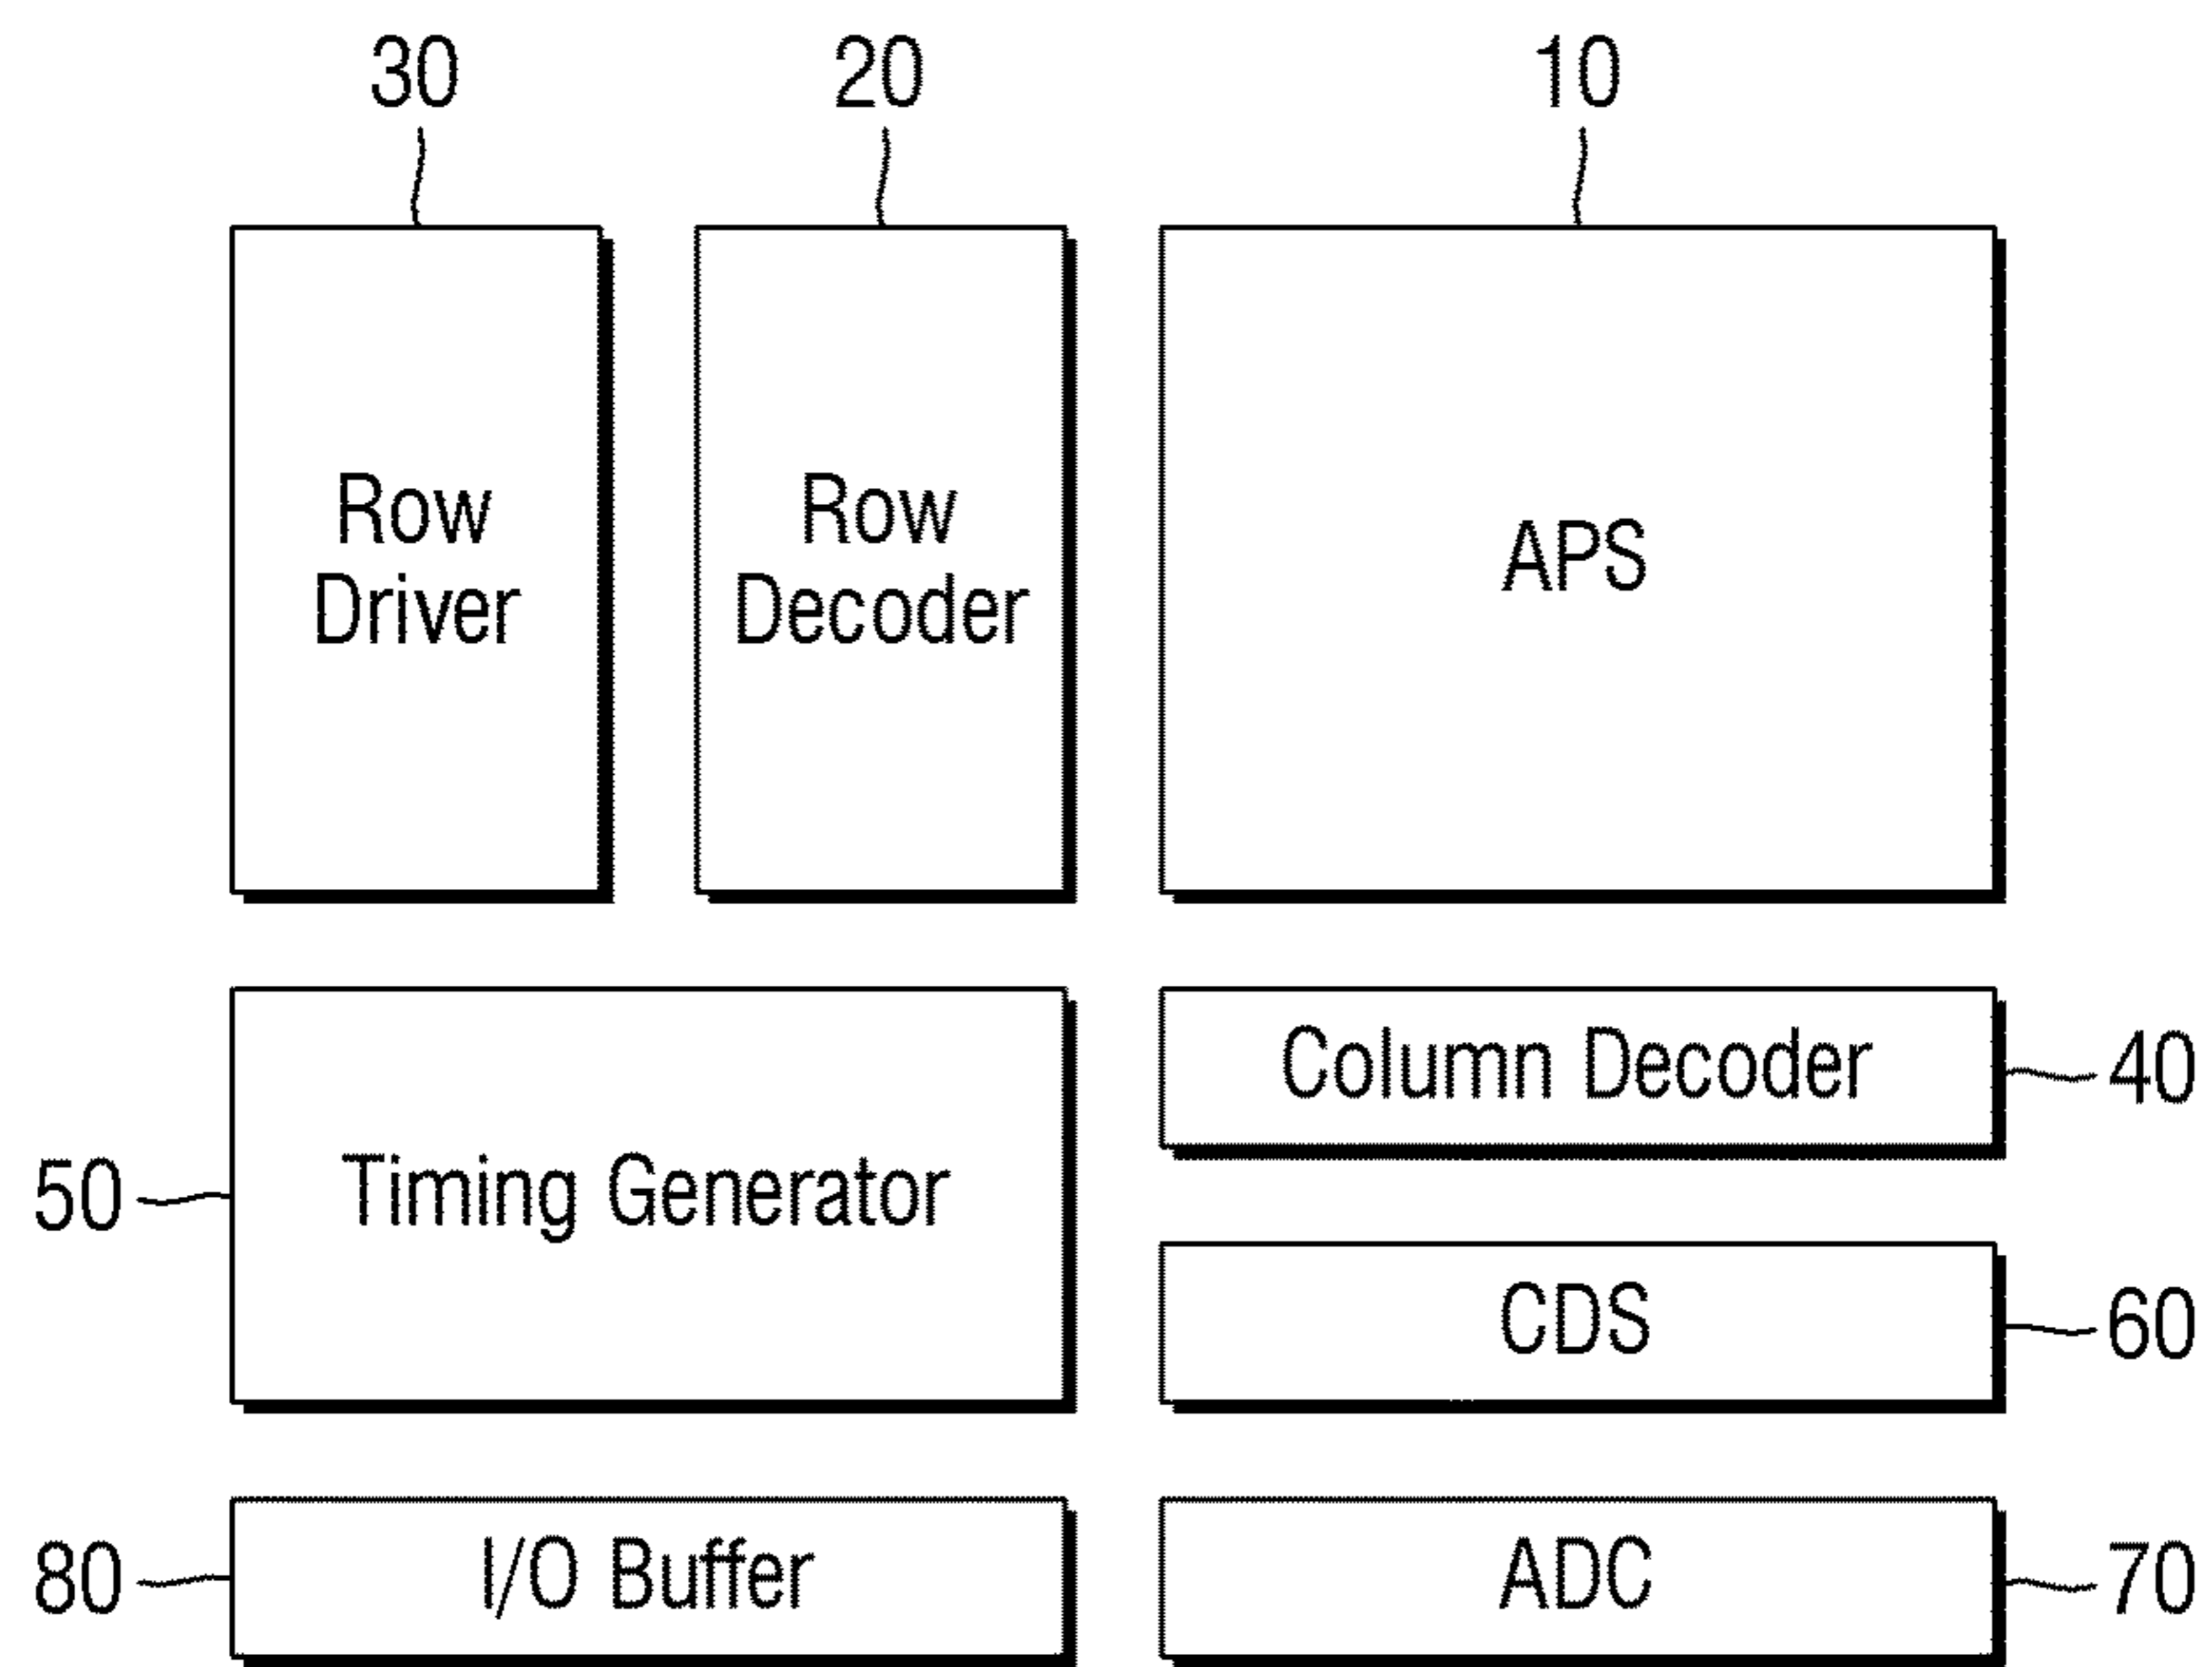 30
20
10
Row
Driver
Row
Decoder
APS
Column Decoder
40
50
Timing Generator
CDS
60
80
I/O Buffer
ADC
70